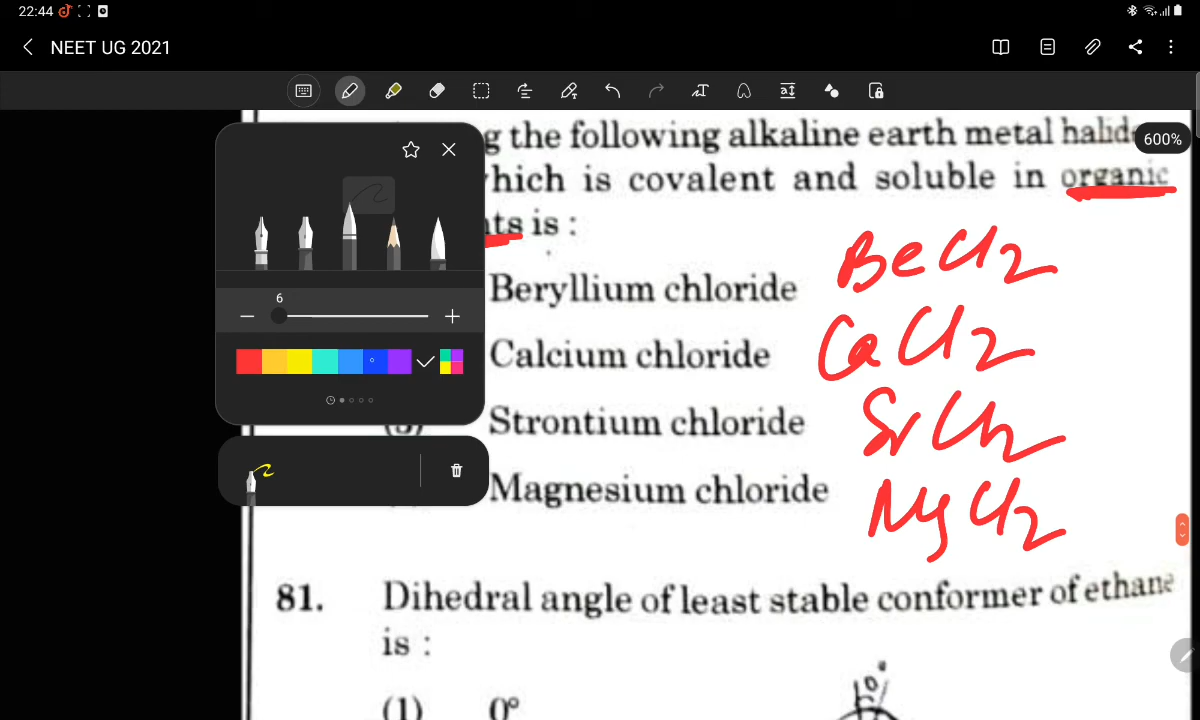 22:44
NEET UG 2021
600%
g the following alkaline earth metal halid
hich is covalent and soluble in organic
nts is :
6
Beryllium chloride BeCl2
Calcium chloride CaCl2
(3) Strontium chloride SrCl2
Magnesium chloride MgCl2
81. Dihedral angle of least stable conformer of ethane
is :
(1) 0°